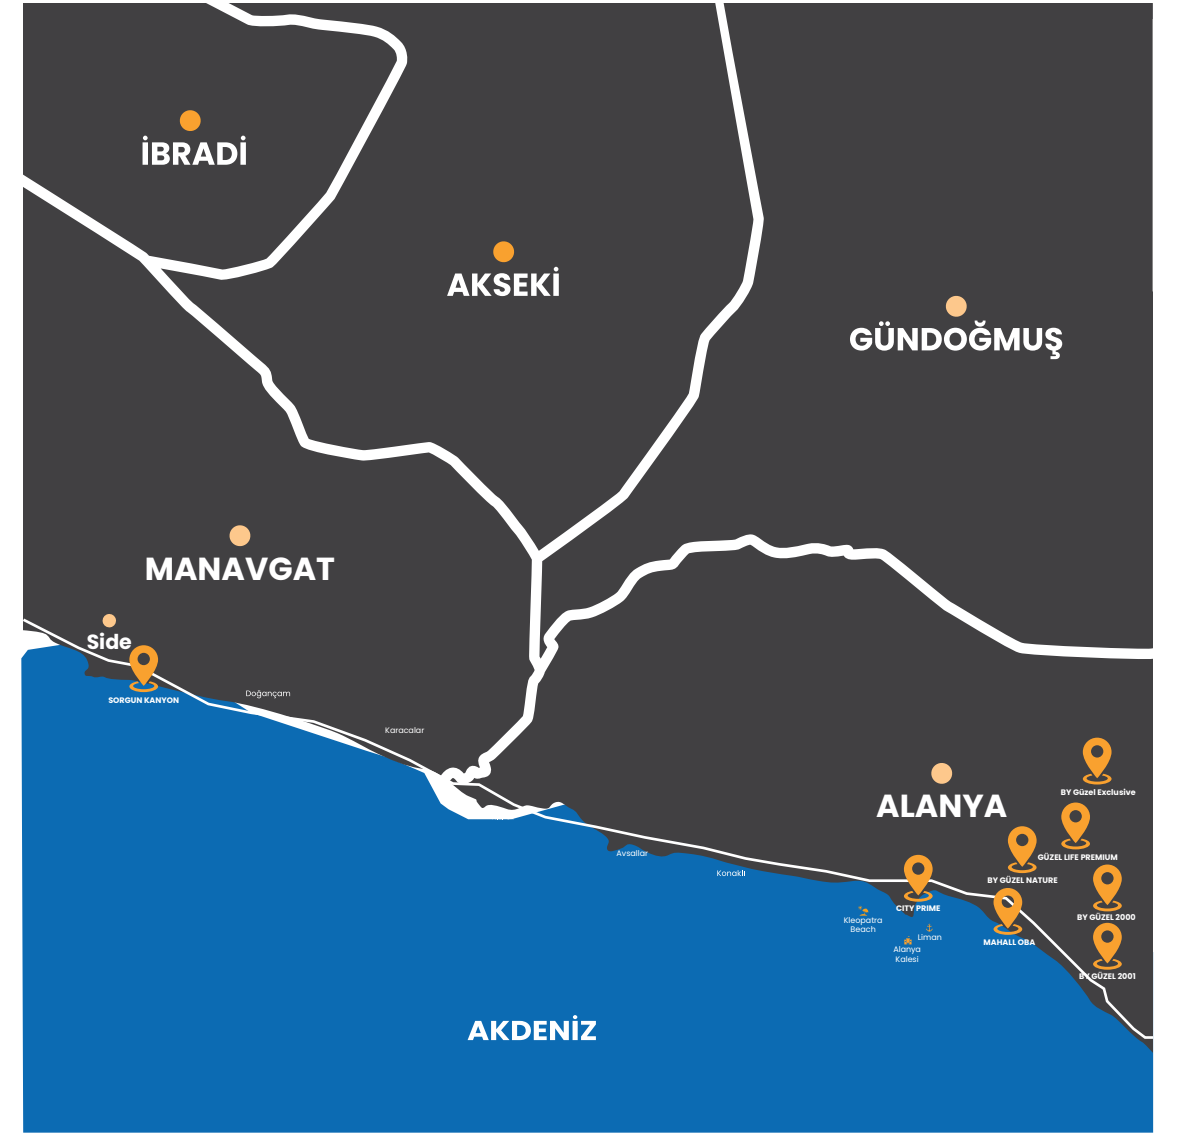 İBRADİ
AKSEKİ
GÜNDOĞMUŞ
MANAVGAT
Side
SORGUN KANYON
Doğançam
Karacalar
BY Güzel Exclusive
ALANYA
Avsallar
GÜZEL LIFE PREMIUM
Konaklı
BY GÜZEL NATURE
CITY PRIME
BY GÜZEL 2000
Kleopatra
Beach
Liman
MAHALL OBA
Alanya
Kalesi
BY GÜZEL 2001
AKDENİZ